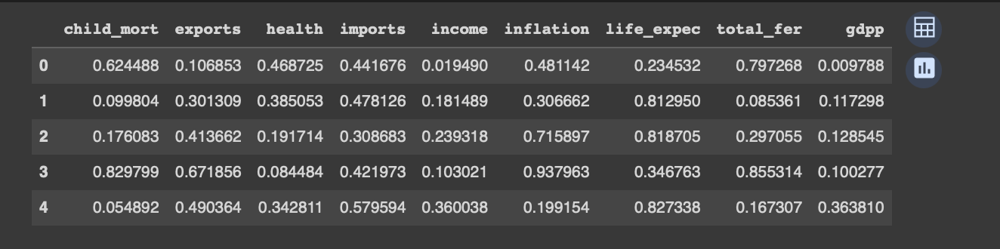 child_mort exports health imports income inflation life_expec total_fer gdpp
0 0.624488 0.106853 0.468725 0.441676 0.019490 0.481142 0.234532 0.797268 0.009788
1 0.099804 0.301309 0.385053 0.478126 0.181489 0.306662 0.812950 0.085361 0.117298
2 0.176083 0.413662 0.191714 0.308683 0.239318 0.715897 0.818705 0.297055 0.128545
3 0.829799 0.671856 0.084484 0.421973 0.103021 0.937963 0.346763 0.855314 0.100277
4 0.054892 0.490364 0.342811 0.579594 0.360038 0.199154 0.827338 0.167307 0.363810